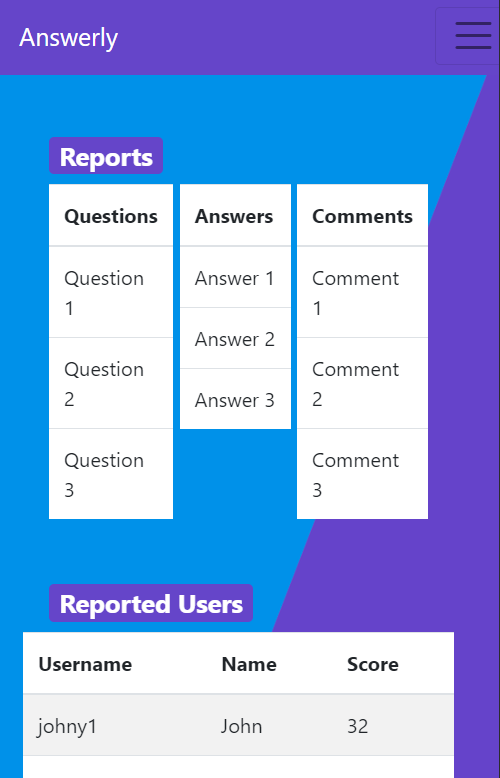 Answerly
Reports
Questions Answers Comments
Question 1 Answer 1 Comment 1
Question 2 Answer 2 Comment 2
Question 3 Answer 3 Comment 3
Reported Users
Username Name Score
johny1 John 32